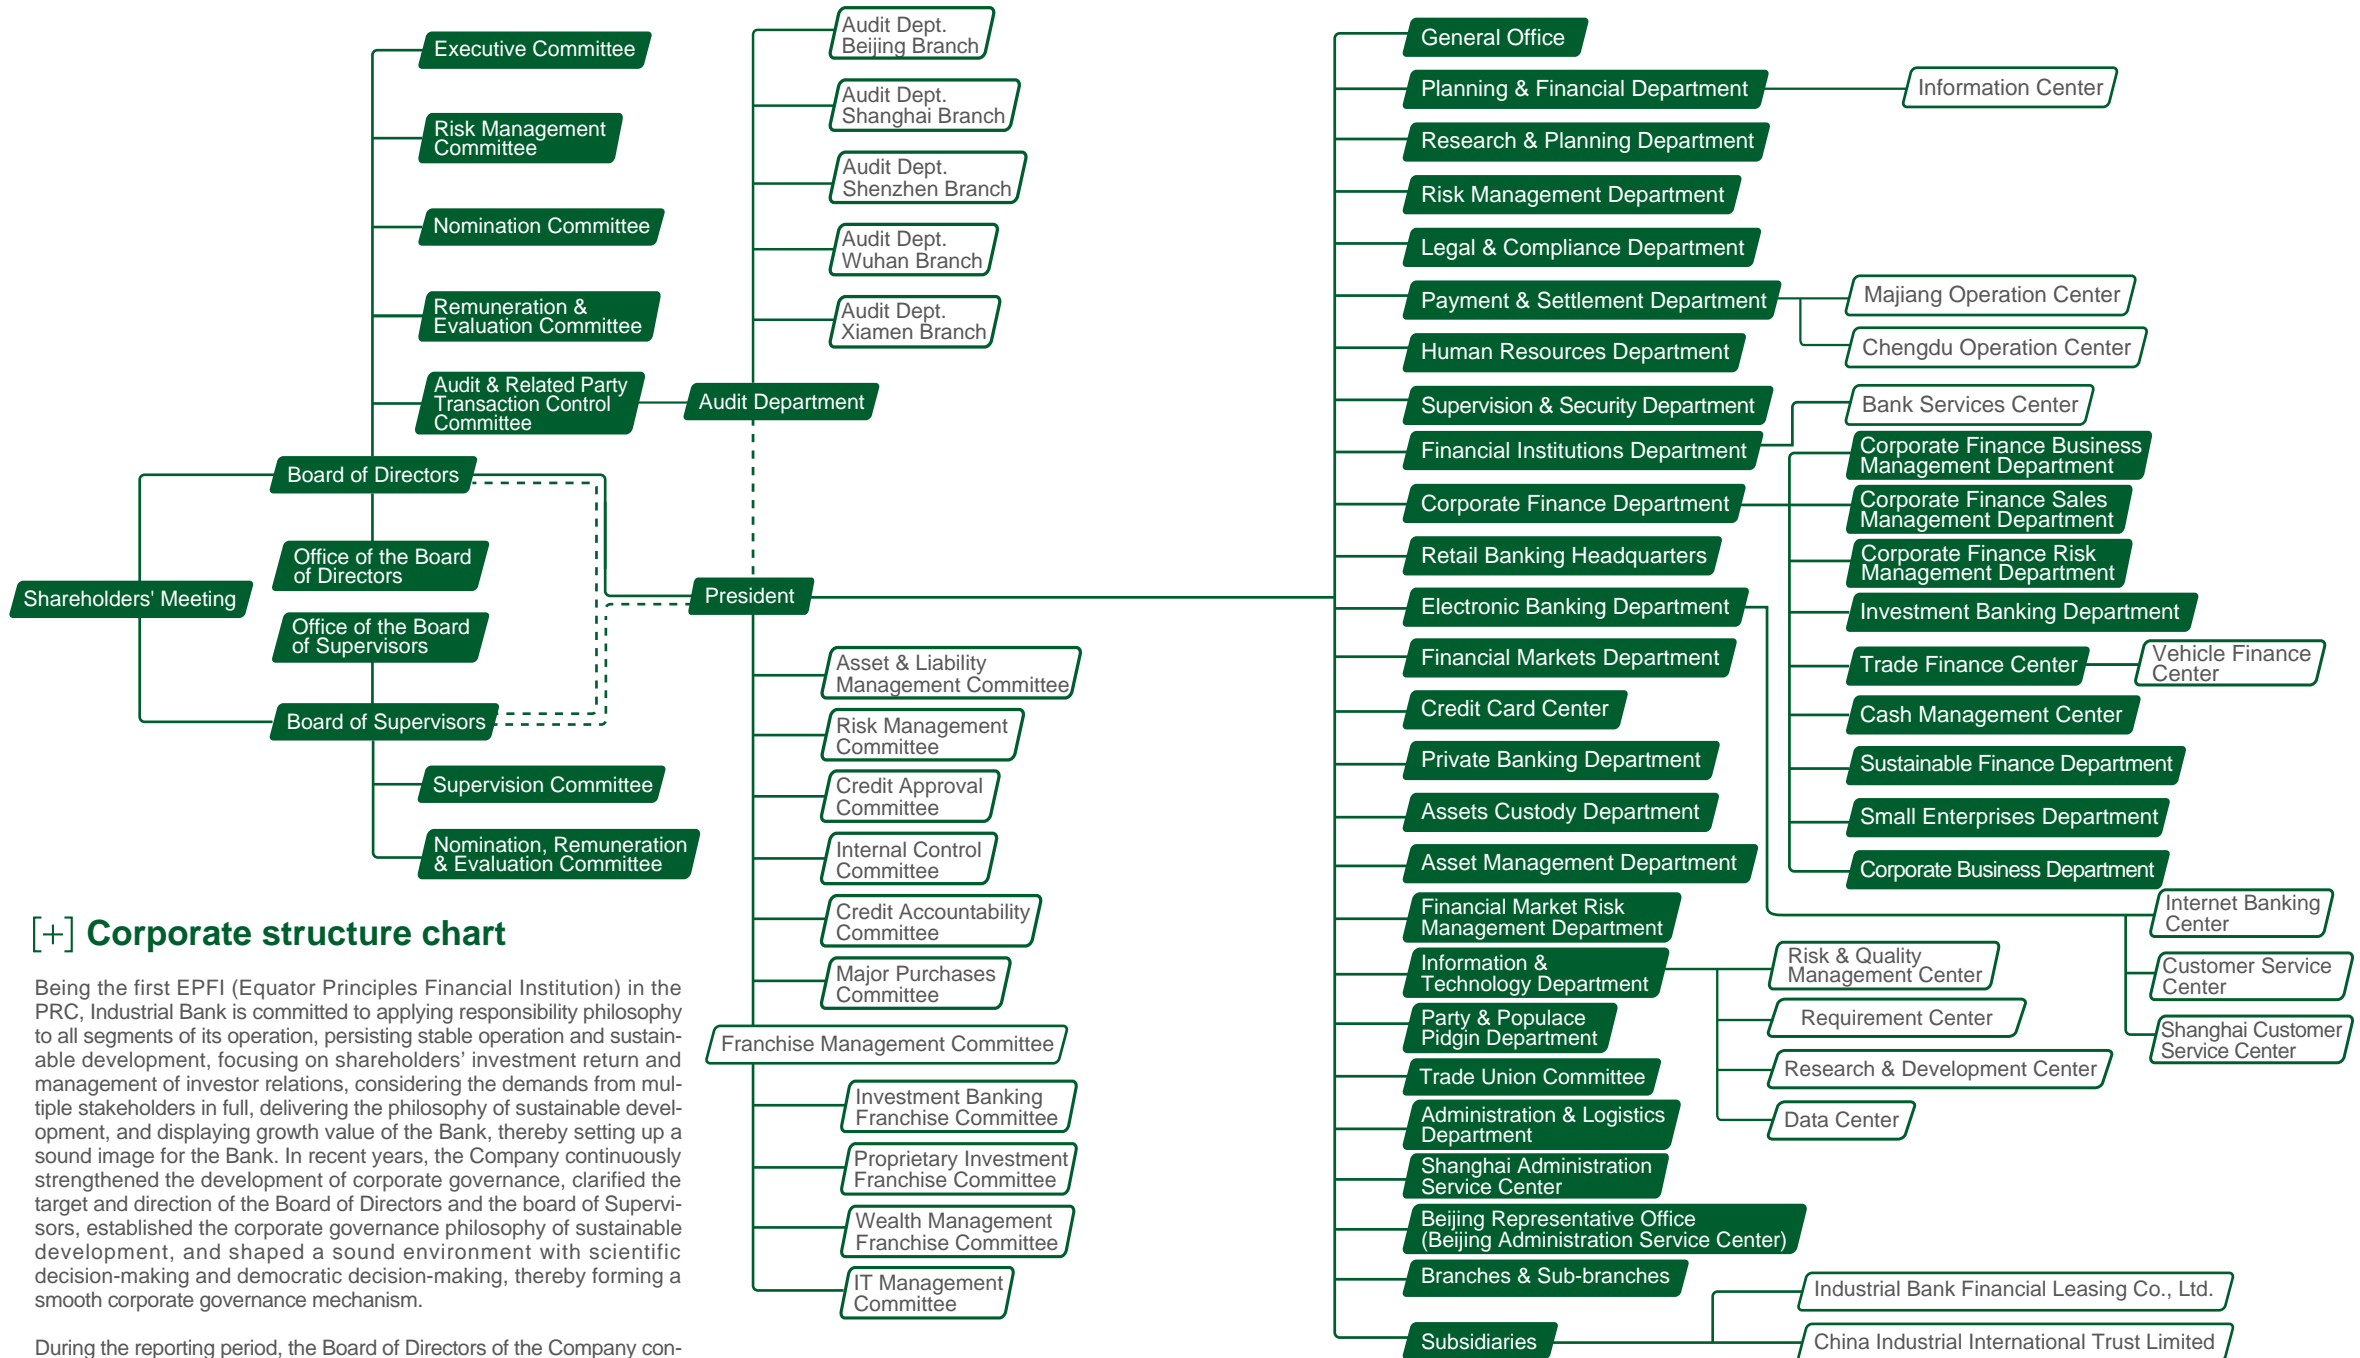 Executive Committee
Risk Management
Committee
Nomination Committee
Remuneration &
Evaluation Committee
Audit & Related Party
Transaction Control
Committee
Board of Directors
Office of the Board
of Directors
Shareholders' Meeting
Office of the Board
of Supervisors
Board of Supervisors
Supervision Committee
Nomination, Remuneration
& Evaluation Committee
Audit Dept.
Beijing Branch
Audit Dept.
Shanghai Branch
Audit Dept.
Shenzhen Branch
Audit Dept.
Wuhan Branch
Audit Dept.
Xiamen Branch
Audit Department
President
Asset & Liability
Management Committee
Risk Management
Committee
Credit Approval
Committee
Internal Control
Committee
Credit Accountability
Committee
Major Purchases
Committee
Franchise Management Committee
Investment Banking
Franchise Committee
Proprietary Investment
Franchise Committee
Wealth Management
Franchise Committee
IT Management
Committee
General Office
Planning & Financial Department
Information Center
Research & Planning Department
Risk Management Department
Legal & Compliance Department
Payment & Settlement Department
Majiang Operation Center
Chengdu Operation Center
Human Resources Department
Supervision & Security Department
Financial Institutions Department
Bank Services Center
Corporate Finance Department
Corporate Finance Business
Management Department
Corporate Finance Sales
Management Department
Corporate Finance Risk
Management Department
Investment Banking Department
Trade Finance Center
Vehicle Finance
Center
Cash Management Center
Sustainable Finance Department
Small Enterprises Department
Corporate Business Department
Retail Banking Headquarters
Electronic Banking Department
Internet Banking
Center
Customer Service
Center
Shanghai Customer
Service Center
Financial Markets Department
Credit Card Center
Private Banking Department
Assets Custody Department
Asset Management Department
Financial Market Risk
Management Department
Information &
Technology Department
Risk & Quality
Management Center
Requirement Center
Research & Development Center
Data Center
Party & Populace
Pidgin Department
Trade Union Committee
Administration & Logistics
Department
Shanghai Administration
Service Center
Beijing Representative Office
(Beijing Administration Service Center)
Branches & Sub-branches
Subsidiaries
Industrial Bank Financial Leasing Co., Ltd.
China Industrial International Trust Limited
[+] Corporate structure chart
Being the first EPFI (Equator Principles Financial Institution) in the
PRC, Industrial Bank is committed to applying responsibility philosophy
to all segments of its operation, persisting stable operation and sustain-
able development, focusing on shareholders’ investment return and
management of investor relations, considering the demands from mul-
tiple stakeholders in full, delivering the philosophy of sustainable devel-
opment, and displaying growth value of the Bank, thereby setting up a
sound image for the Bank. In recent years, the Company continuously
strengthened the development of corporate governance, clarified the
target and direction of the Board of Directors and the board of Supervi-
sors, established the corporate governance philosophy of sustainable
development, and shaped a sound environment with scientific
decision-making and democratic decision-making, thereby forming a
smooth corporate governance mechanism.
During the reporting period, the Board of Directors of the Company con-